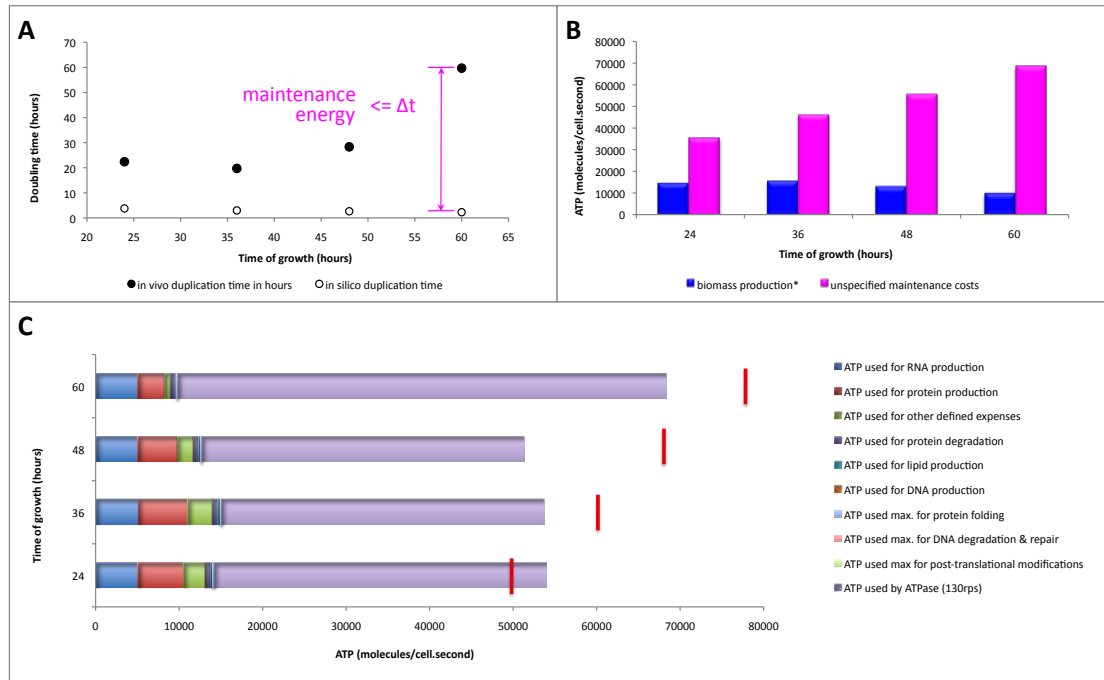 A
70
60
50
40
30
20
10
0
Doubling time (hours)
maintenance
energy
<= Δt
20 25 30 35 40 45 50 55 60 65
Time of growth (hours)
in vivo duplication time in hours
in silico duplication time
B
80000
70000
60000
50000
40000
30000
20000
10000
0
ATP (molecules/cell.second)
24 36 48 60
Time of growth (hours)
biomass production*
unspecified maintenance costs
C
Time of growth (hours)
60
48
36
24
0 10000 20000 30000 40000 50000 60000 70000 80000
ATP (molecules/cell.second)
ATP used for RNA production
ATP used for protein production
ATP used for other defined expenses
ATP used for protein degradation
ATP used for lipid production
ATP used for DNA production
ATP used max. for protein folding
ATP used max. for DNA degradation & repair
ATP used max for post-translational modifications
ATP used by ATPase (130rps)